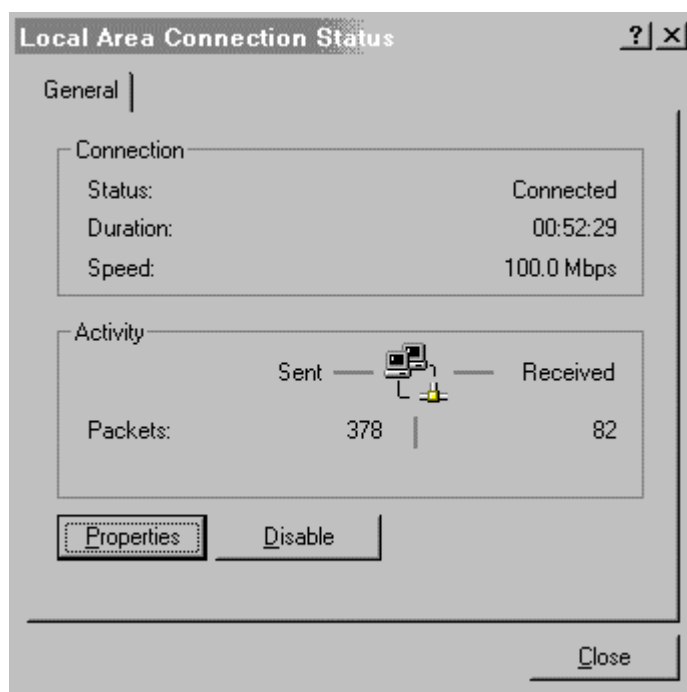 Local Area Connection Status
General
Connection
Status: Connected
Duration: 00:52:29
Speed: 100.0 Mbps
Activity
Sent Received
Packets: 378 82
Properties Disable
Close